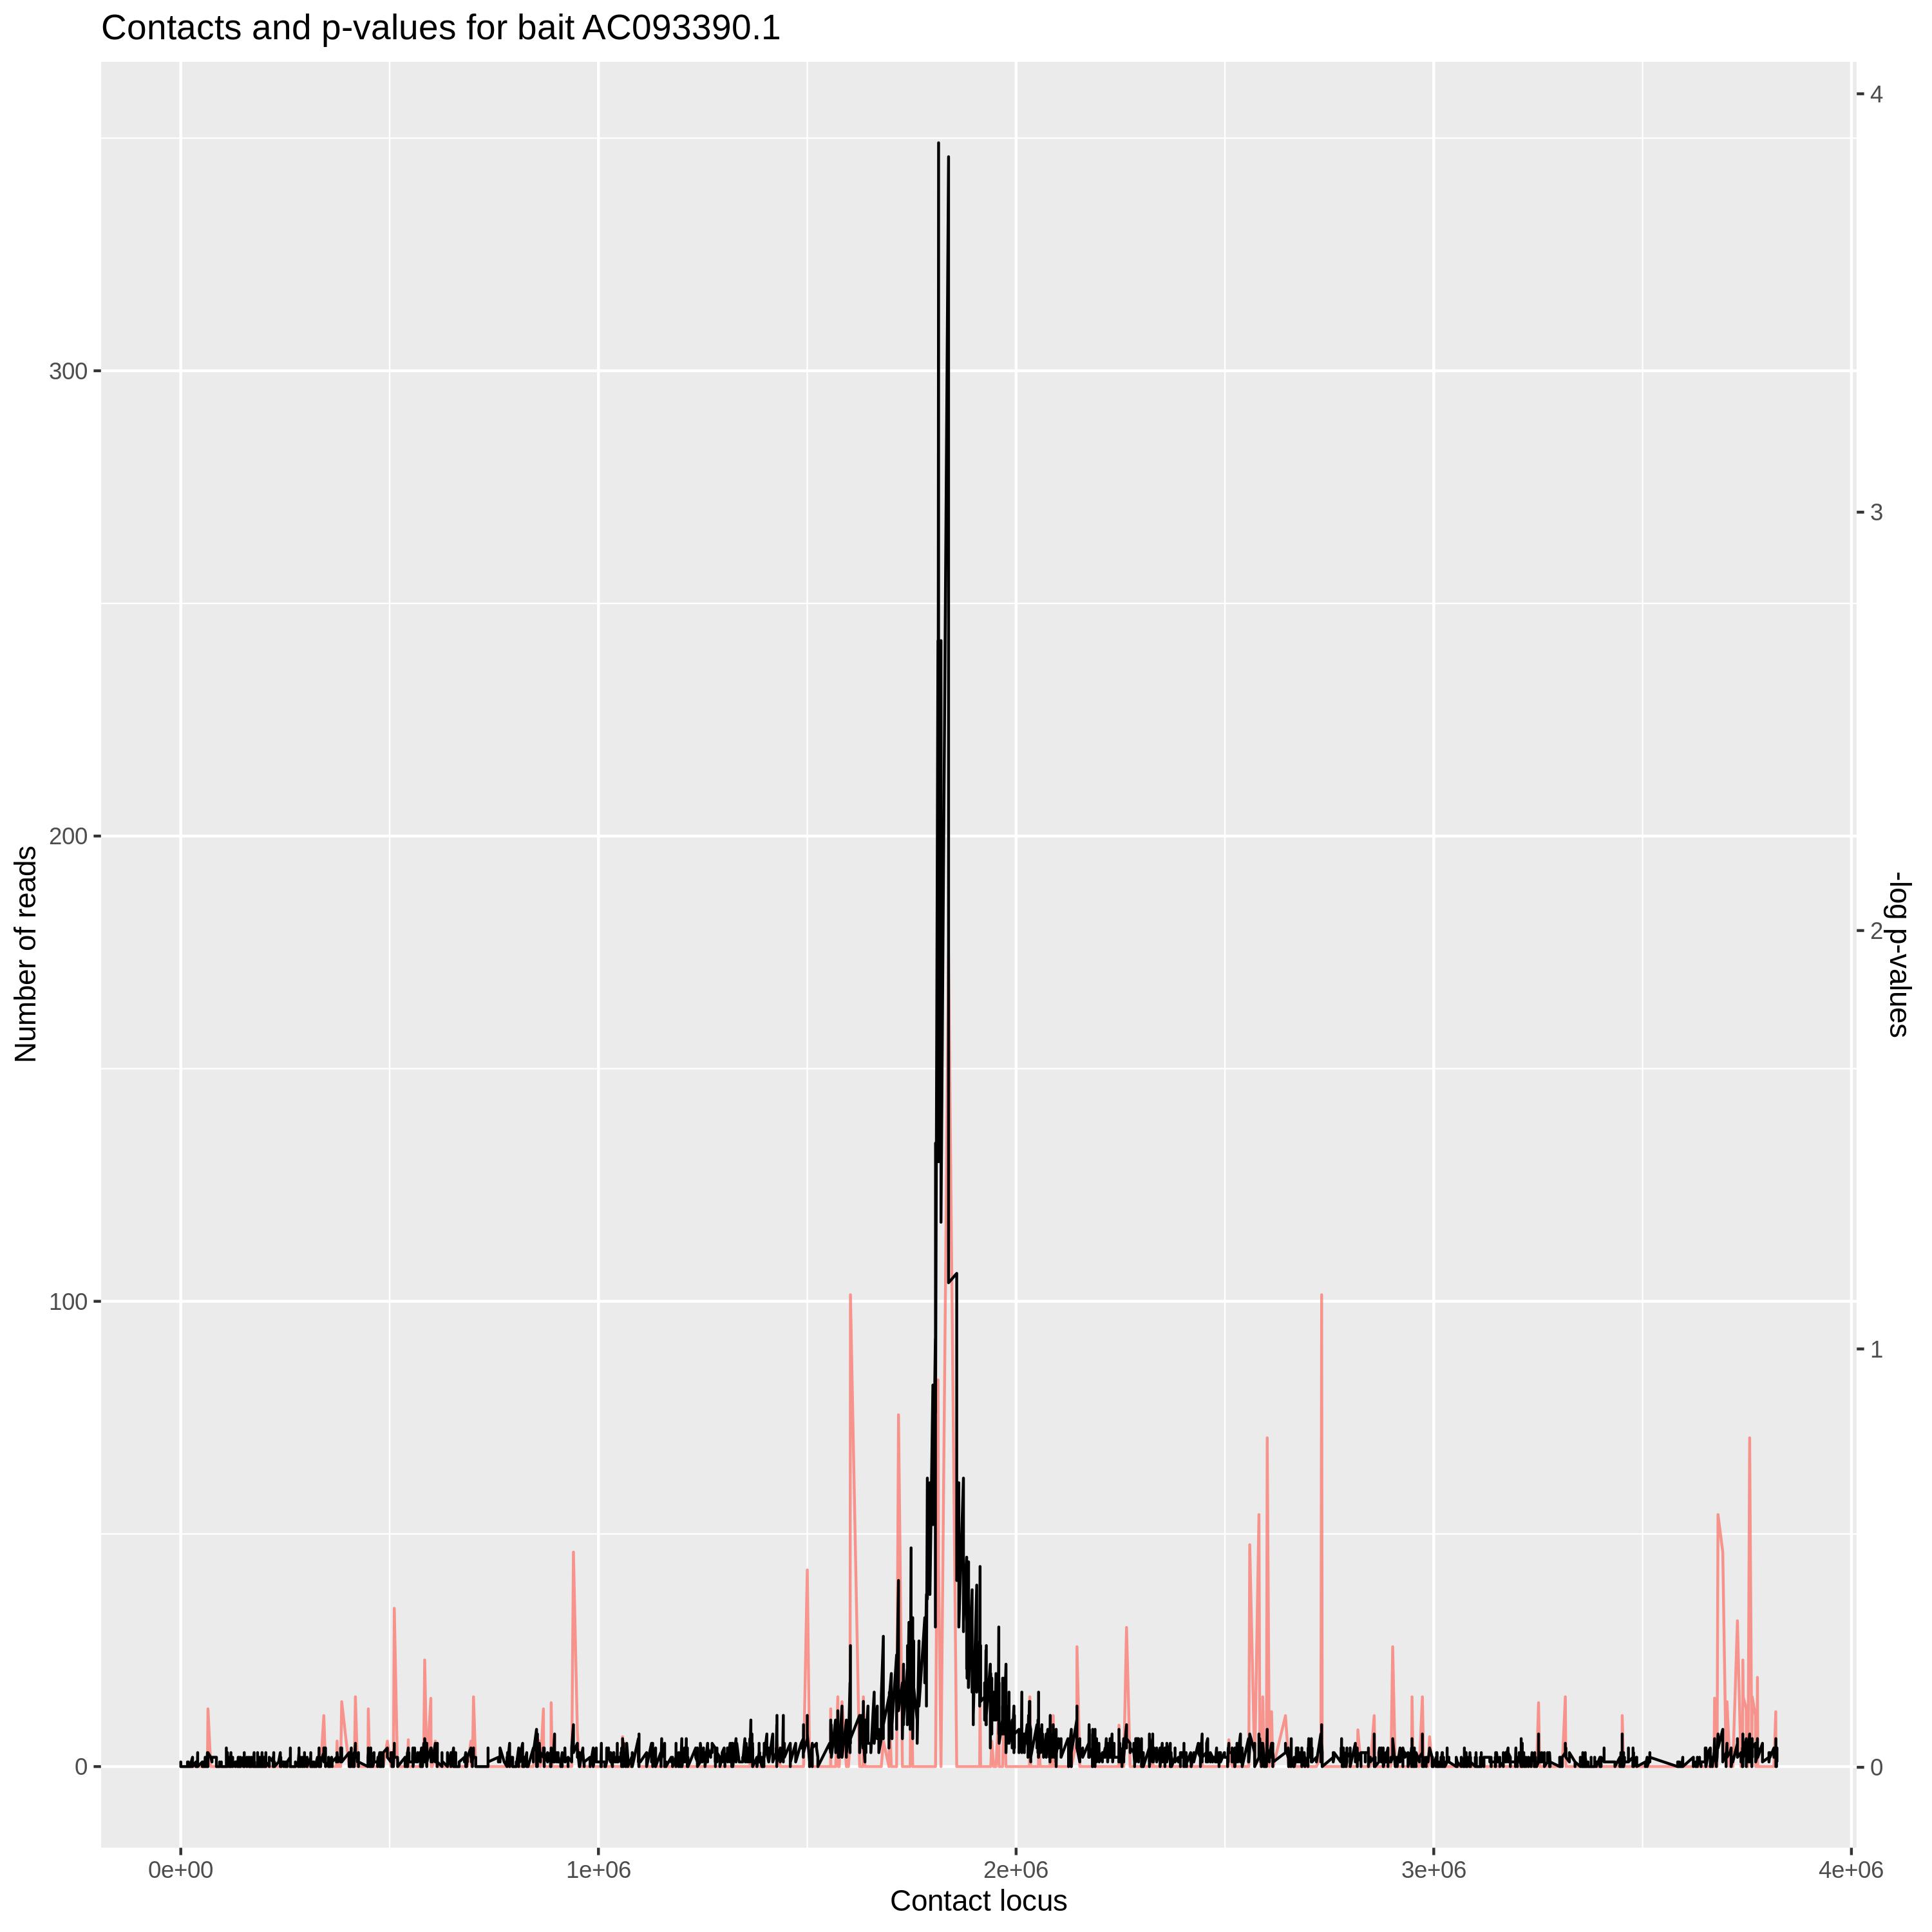 Contacts and p-values for bait AC093390.1
Number of reads
300
200
100
0
4
3
2
1
0
-log p-values
0e+00 1e+06 2e+06 3e+06 4e+06
Contact locus